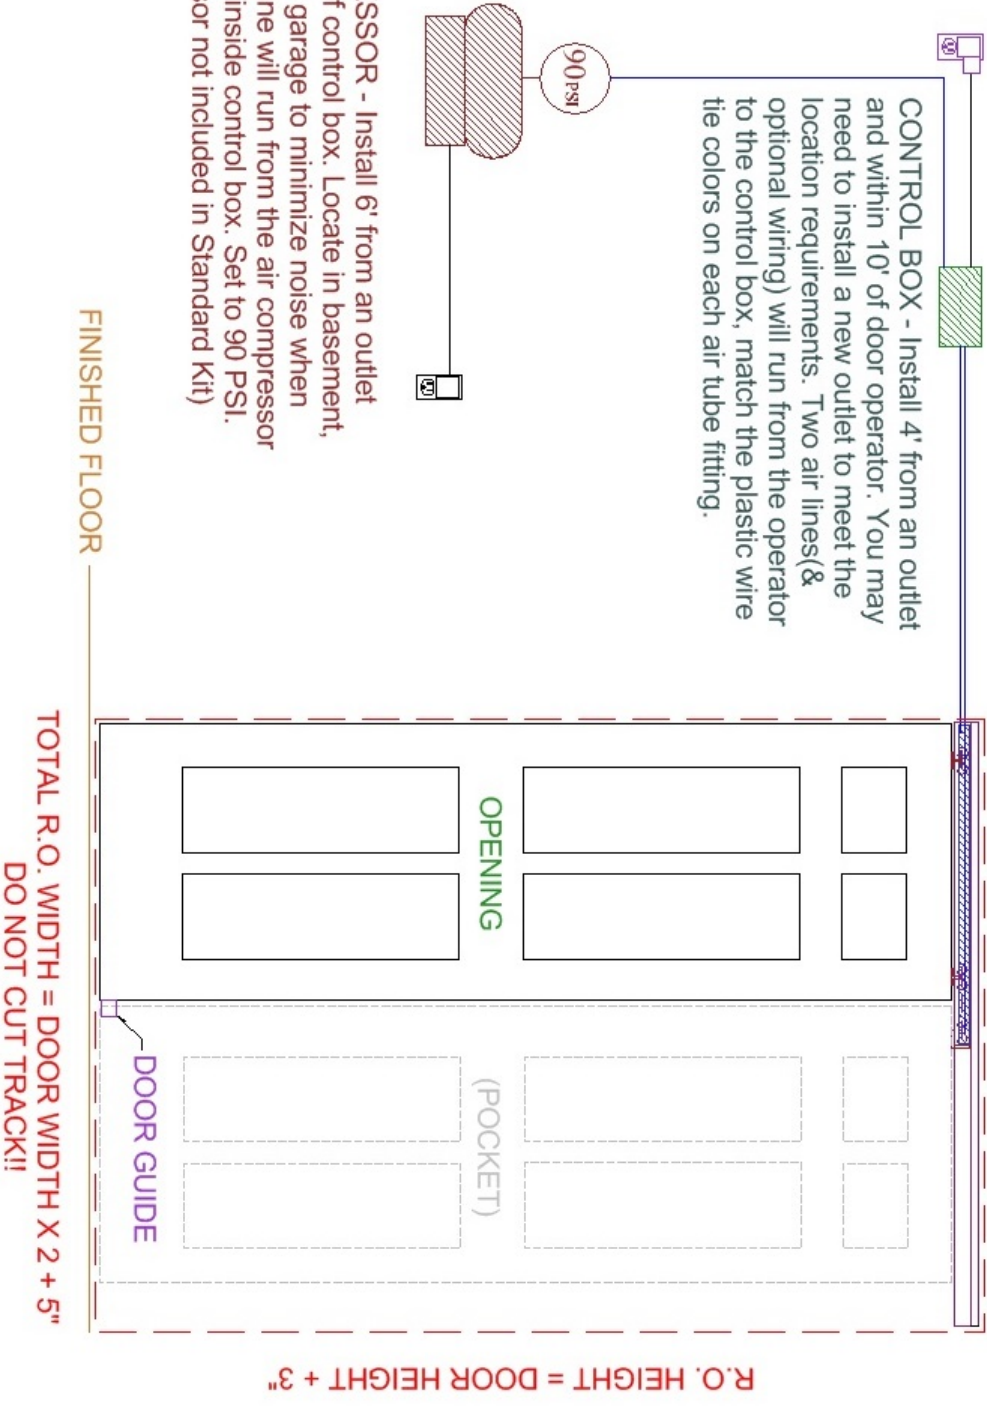 CONTROL BOX - Install 4' from an outlet
and within 10' of door operator. You may
need to install a new outlet to meet the
location requirements. Two air lines(&
optional wiring) will run from the operator
to the control box, match the plastic wire
tie colors on each air tube fitting.
90 PSI
SSOR - Install 6' from an outlet
f control box. Locate in basement,
garage to minimize noise when
ne will run from the air compressor
inside control box. Set to 90 PSI.
or not included in Standard Kit)
OPENING
(POCKET)
DOOR GUIDE
FINISHED FLOOR
TOTAL R.O. WIDTH = DOOR WIDTH X 2 + 5"
DO NOT CUT TRACK!!
R.O. HEIGHT = DOOR HEIGHT + 3"